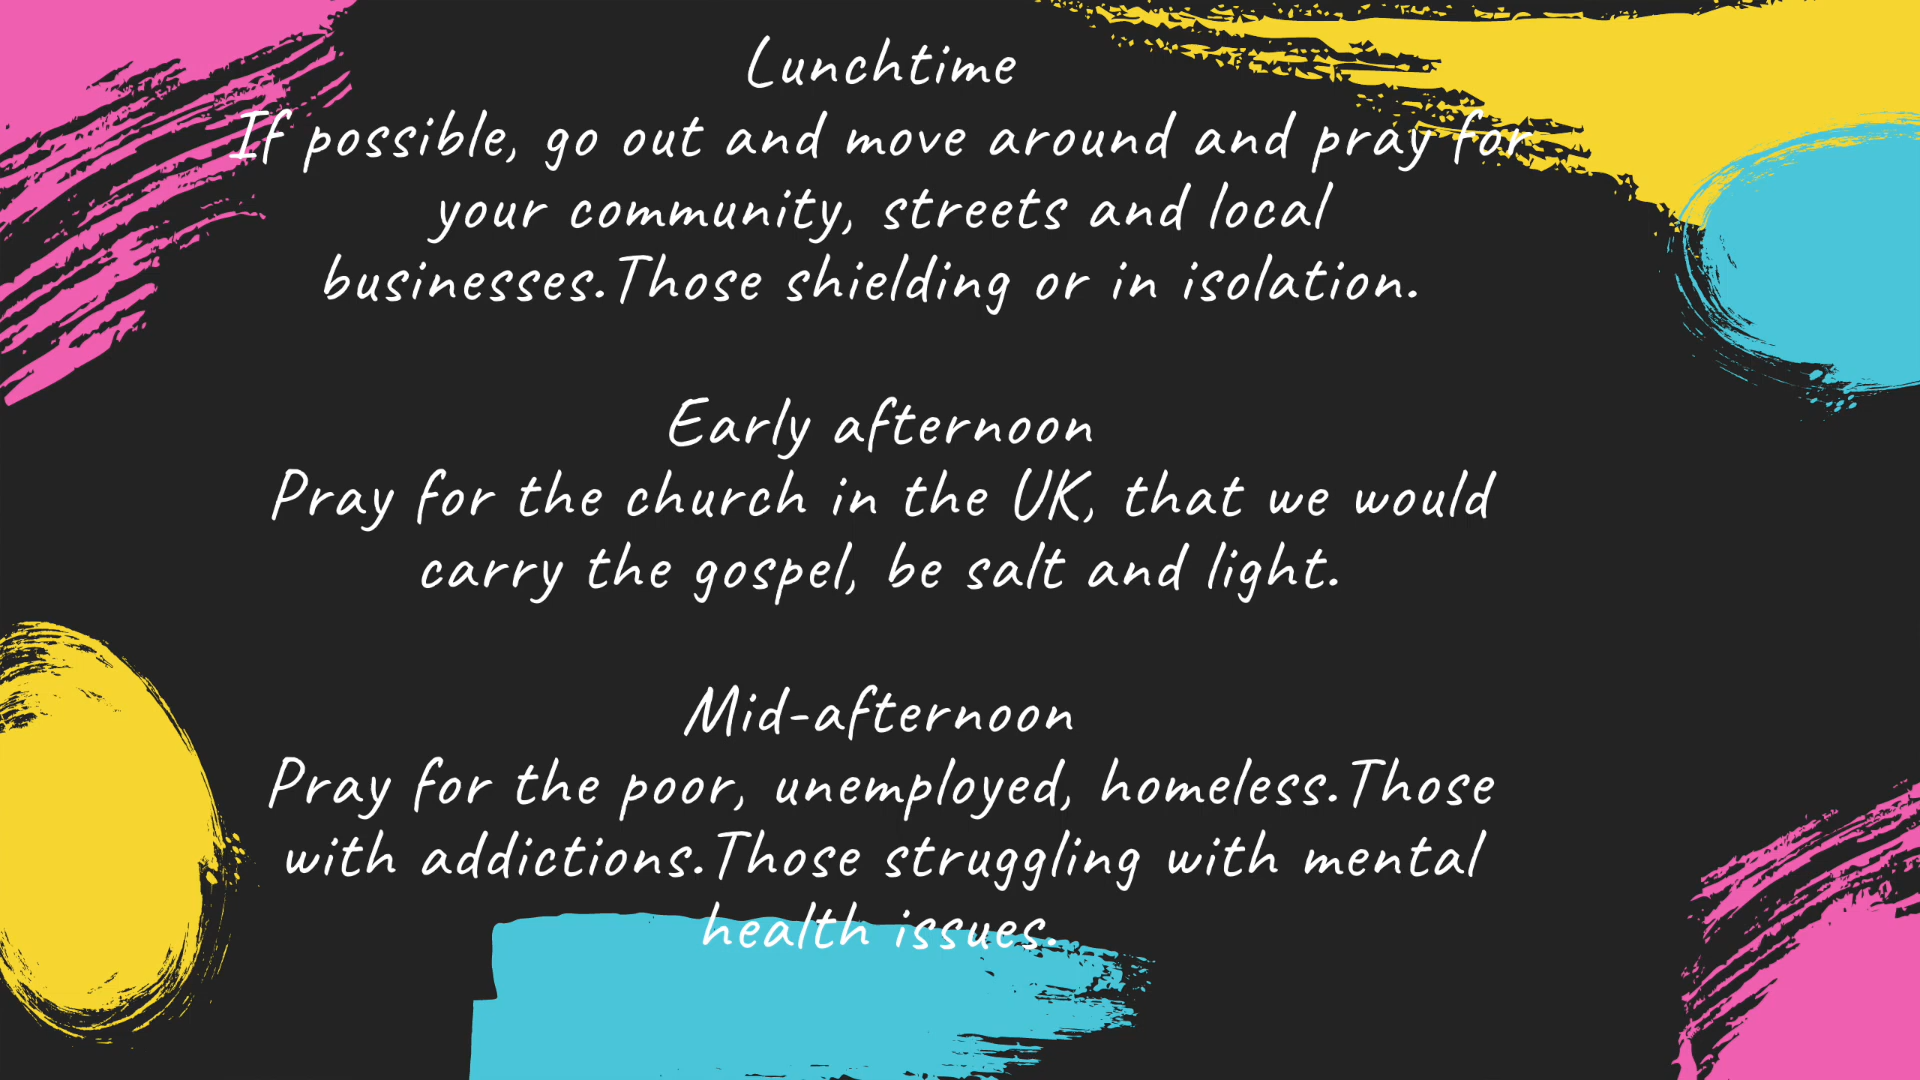 Lunchtime
If possible, go out and move around and pray for
your community, streets and local
businesses.Those shielding or in isolation.
Early afternoon
Pray for the church in the UK, that we would
carry the gospel, be salt and light.
Mid-afternoon
Pray for the poor, unemployed, homeless.Those
with addictions.Those struggling with mental
health issues.